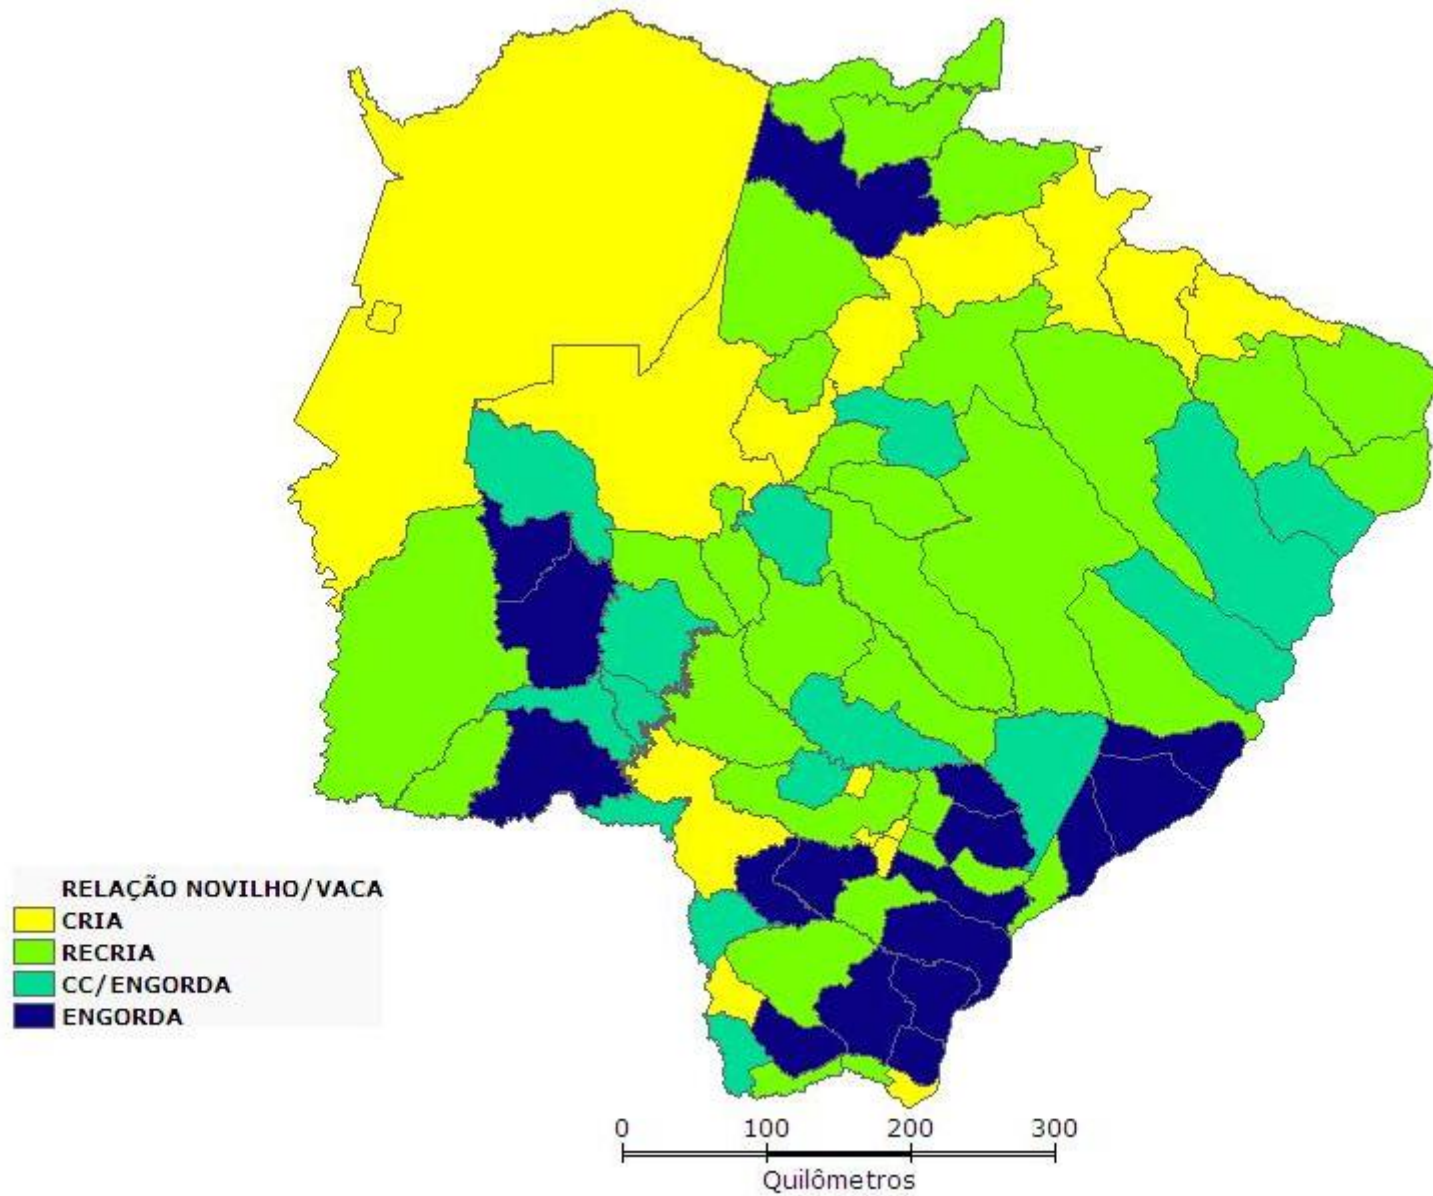 RELAÇÃO NOVILHO/VACA
CRIA
RECRIA
CC/ENGORDA
ENGORDA
0 100 200 300
Quilômetros